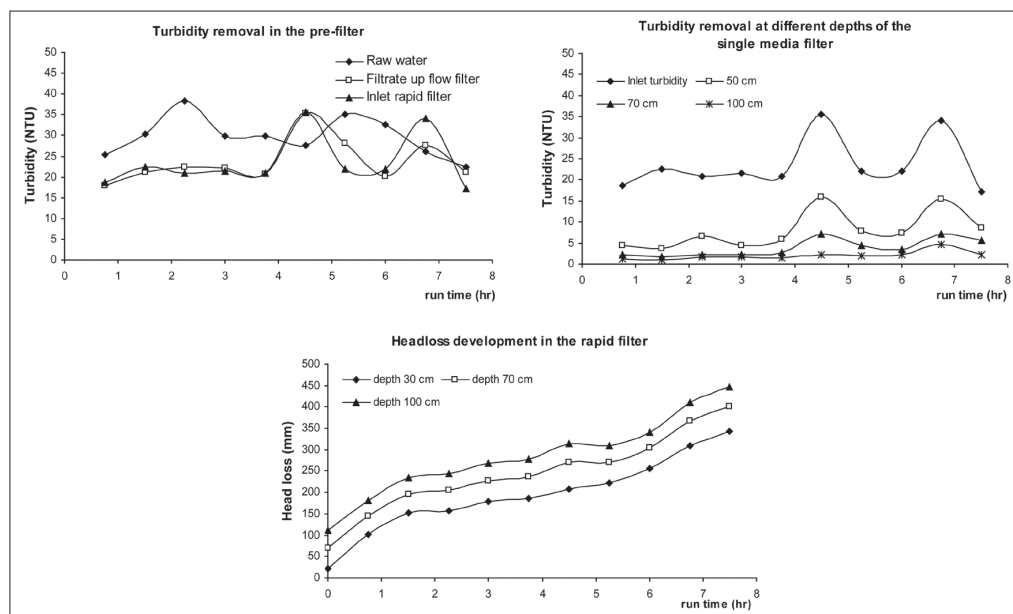 Turbidity removal in the pre-filter
50
45
40
35
30
25
20
15
10
5
0
Turbidity (NTU)
Raw water
Filtrate up flow filter
Inlet rapid filter
0 1 2 3 4 5 6 7 8
run time (hr)
Turbidity removal at different depths of the
single media filter
50
45
40
35
30
25
20
15
10
5
0
Turbidity (NTU)
Inlet turbidity 50 cm
70 cm 100 cm
0 1 2 3 4 5 6 7 8
run time (hr)
Headloss development in the rapid filter
500
450
400
350
300
250
200
150
100
50
0
Head loss (mm)
depth 30 cm depth 70 cm
depth 100 cm
0 1 2 3 4 5 6 7 8
run time (hr)